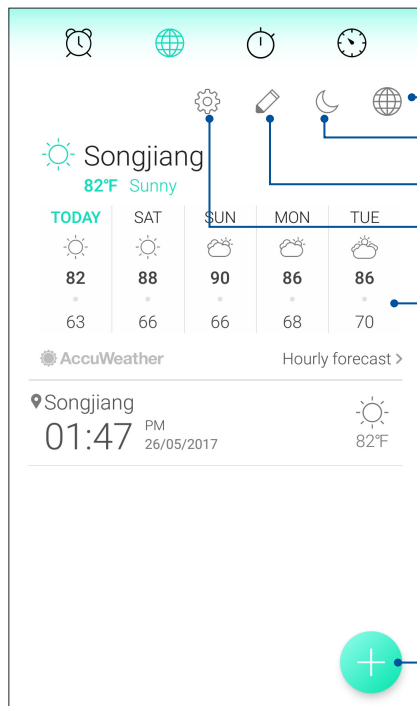 Songjiang
82°F Sunny
TODAY SAT SUN MON TUE
82 88 90 86 86
63 66 66 68 70
AccuWeather Hourly forecast >
Songjiang
01:47 PM
26/05/2017
82°F